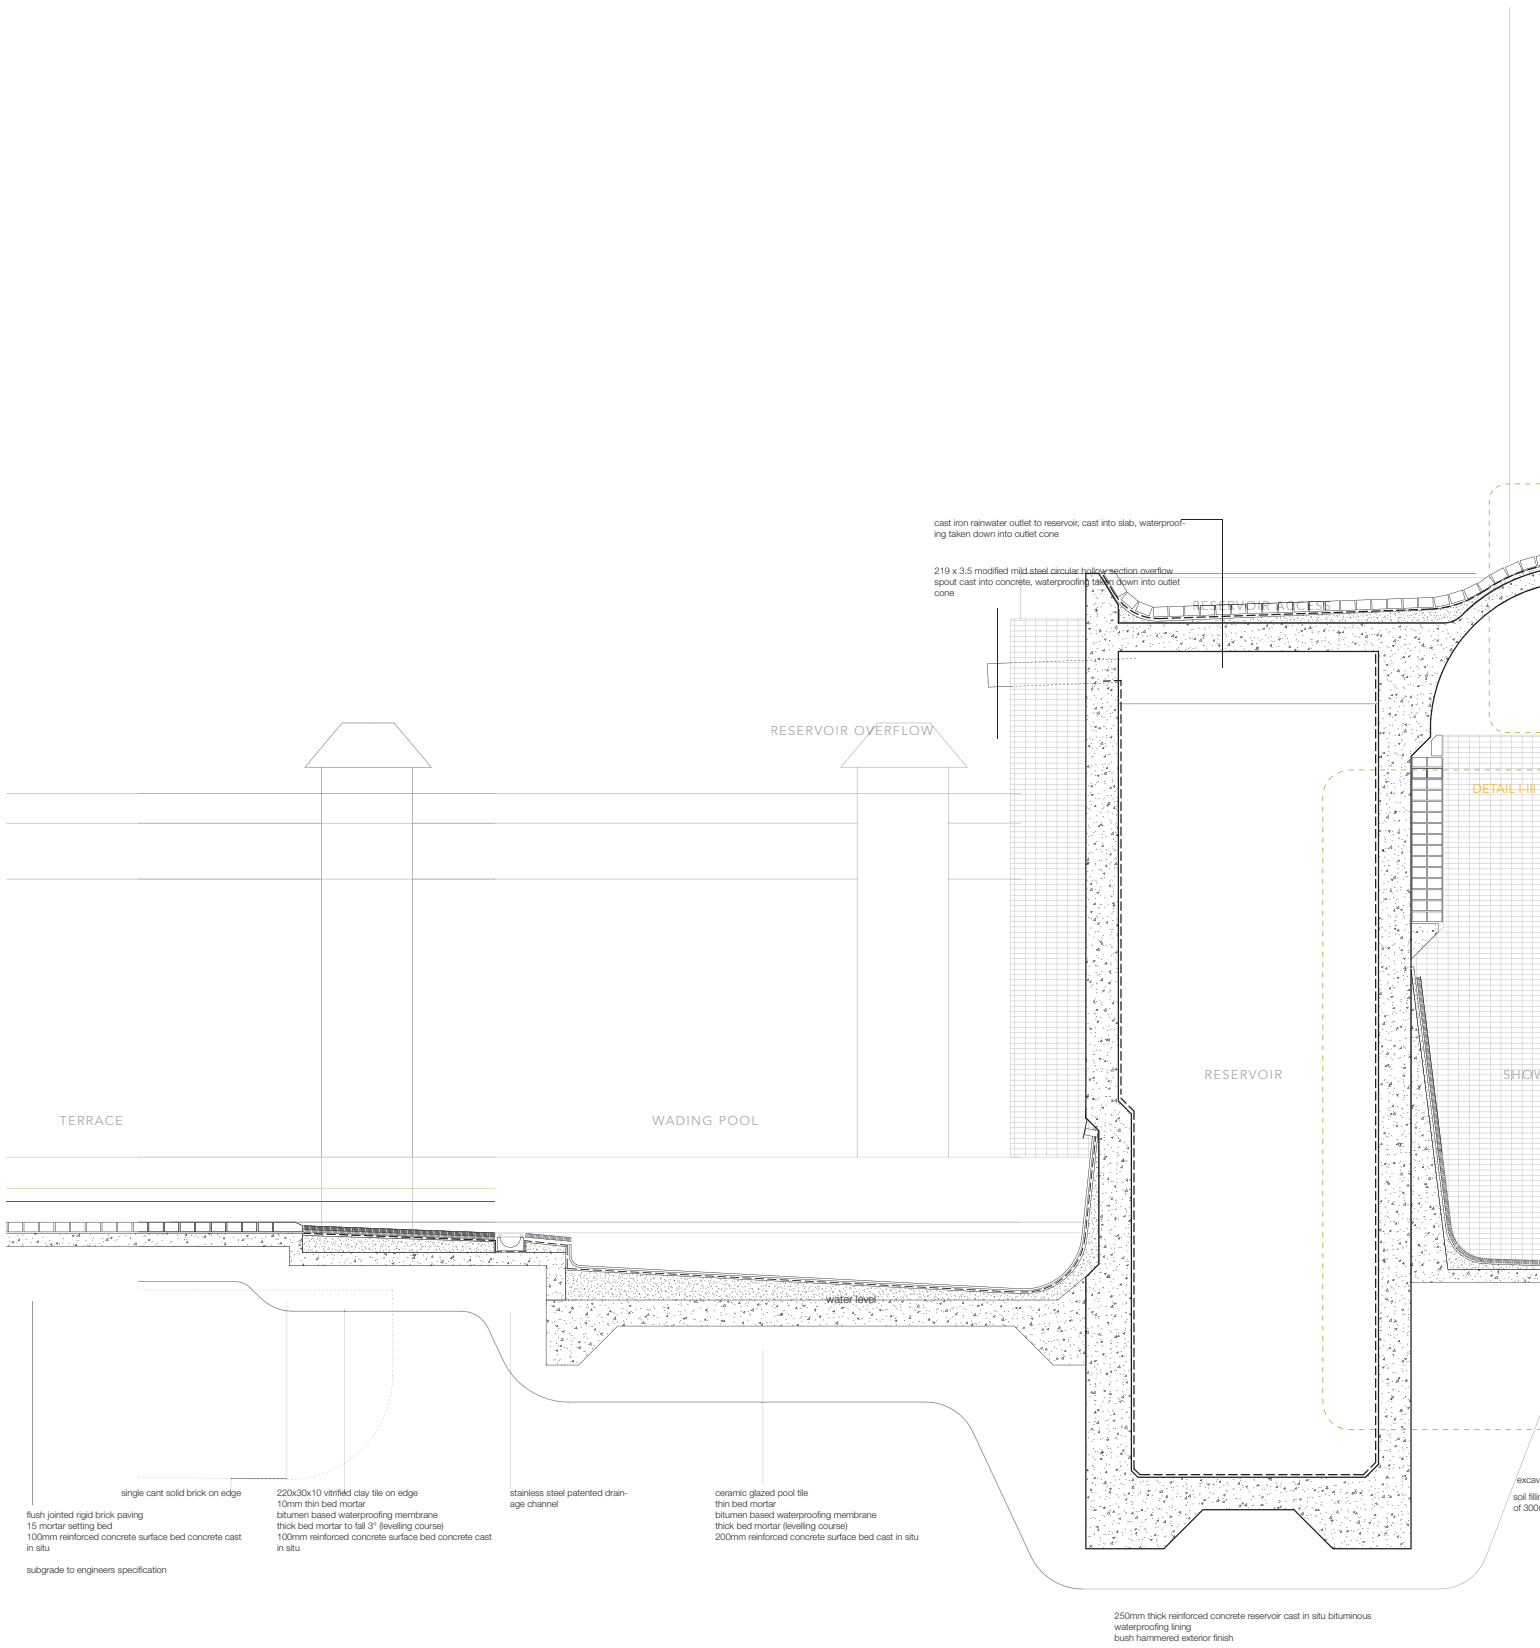 cast iron rainwater outlet to reservoir, cast into slab, waterproof-
ing taken down into outlet cone
219 x 3.5 modified mild steel circular hollow section overflow
spout cast into concrete, waterproofing taken down into outlet
cone
RESERVOIR ACCESS
RESERVOIR OVERFLOW
DETAIL I-III
RESERVOIR
SHOW
TERRACE
WADING POOL
water level
single cant solid brick on edge
flush jointed rigid brick paving
15 mortar setting bed
100mm reinforced concrete surface bed concrete cast
in situ
subgrade to engineers specification
220x30x10 vitrified clay tile on edge
10mm thin bed mortar
bitumen based waterproofing membrane
thick bed mortar to fall 3° (levelling course)
100mm reinforced concrete surface bed concrete cast
in situ
stainless steel patented drain-
age channel
ceramic glazed pool tile
thin bed mortar
bitumen based waterproofing membrane
thick bed mortar (levelling course)
200mm reinforced concrete surface bed cast in situ
excav
soil filli
of 300
250mm thick reinforced concrete reservoir cast in situ bituminous
waterproofing lining
bush hammered exterior finish